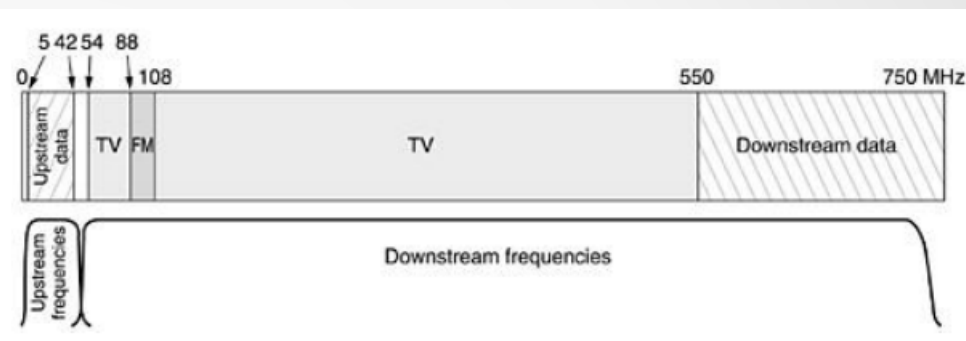 5 42 54 88
0 108 550 750 MHz
Upstream
data
TV FM TV Downstream data
Upstream
frequencies
Downstream frequencies